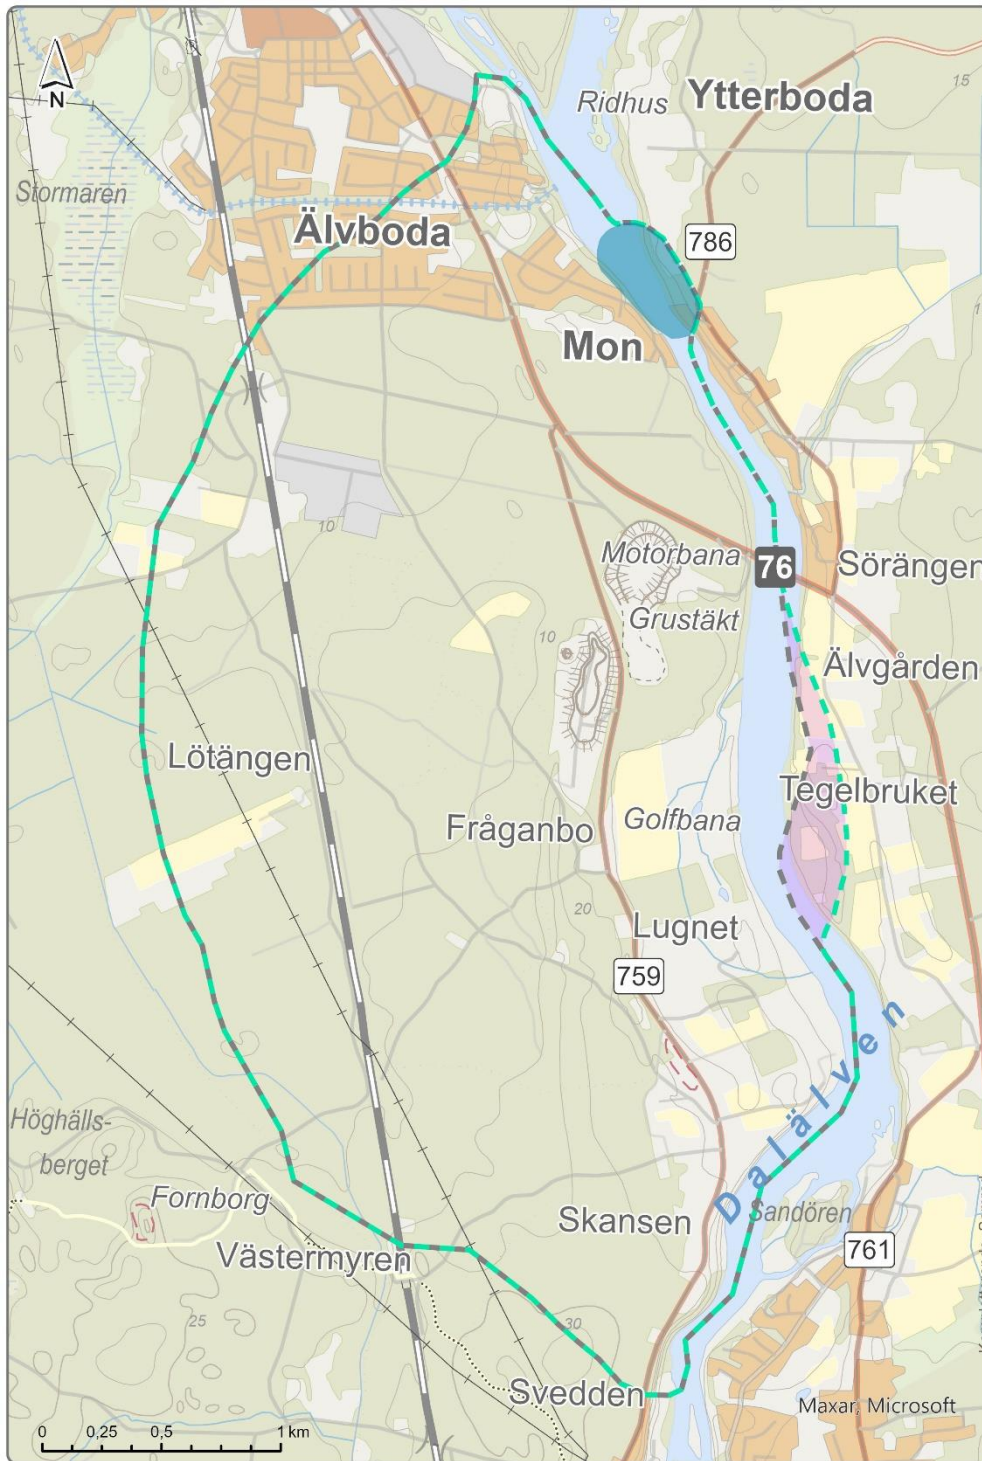 N
Ridhus
Ytterboda
15
Stormaren
Älvboda
786
Mon
10
Motorbana
76
Sörängen
Grustäkt
10
Älvgården
Lötängen
Tegelbruket
Golfbana
Fråganbo
20
Lugnet
759
Dalälven
Höghälls-
berget
Fornborg
Skansen
Sandören
761
Västermyren
25
30
Svedden
Maxar, Microsoft
0 0,25 0,5 1 km